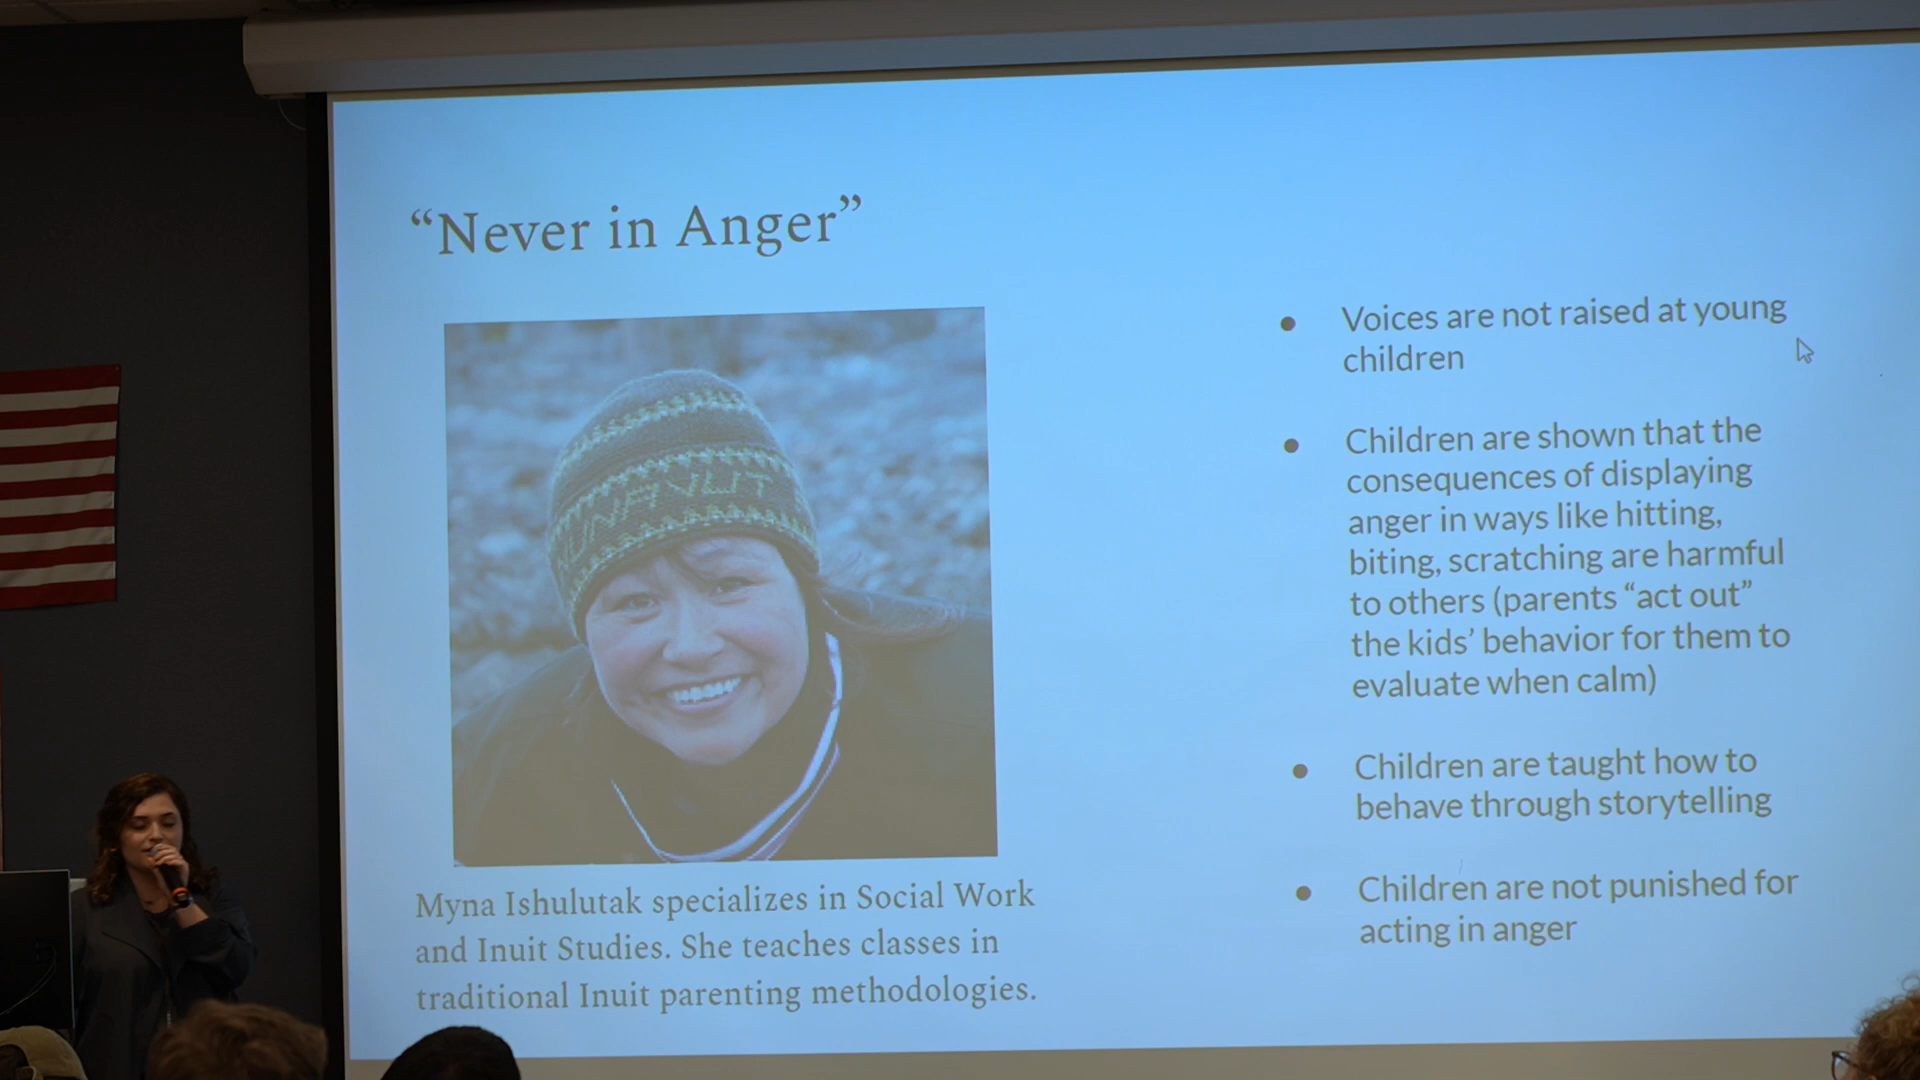 “Never in Anger”
NUNAVUT
Myna Ishulutak specializes in Social Work
and Inuit Studies. She teaches classes in
traditional Inuit parenting methodologies.
Voices are not raised at young
children
Children are shown that the
consequences of displaying
anger in ways like hitting,
biting, scratching are harmful
to others (parents “act out”
the kids’ behavior for them to
evaluate when calm)
Children are taught how to
behave through storytelling
Children are not punished for
acting in anger